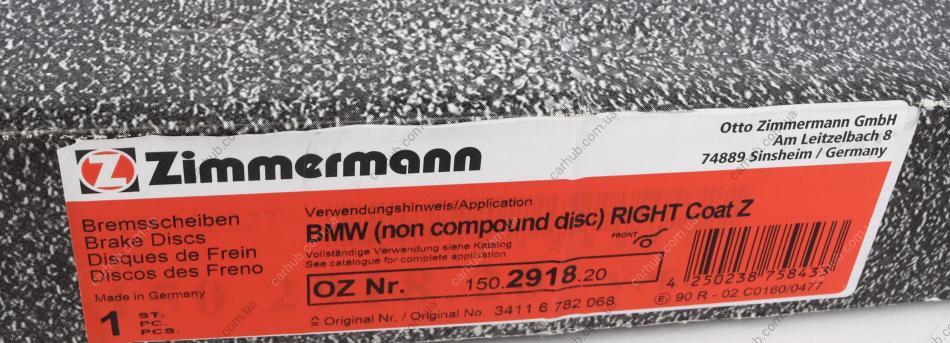 Zimmermann
Otto Zimmermann GmbH
Am Leitzelbach 8
74889 Sinsheim / Germany
Bremsscheiben
Brake Discs
Disques de Frein
Discos des Freno
Made in Germany
1 ST.
PC.
PCS.
Verwendungshinweis/Application
BMW (non compound disc) RIGHT Coat Z
Vollständige Verwendung siehe Katalog
See catalogue for complete application
FRONT
OZ Nr. 150.2918.20
Original Nr. / Original No. 3411 6 782 068
4 250238 758433
E 90 R - 02 C0160/0477
carhub.com.ua